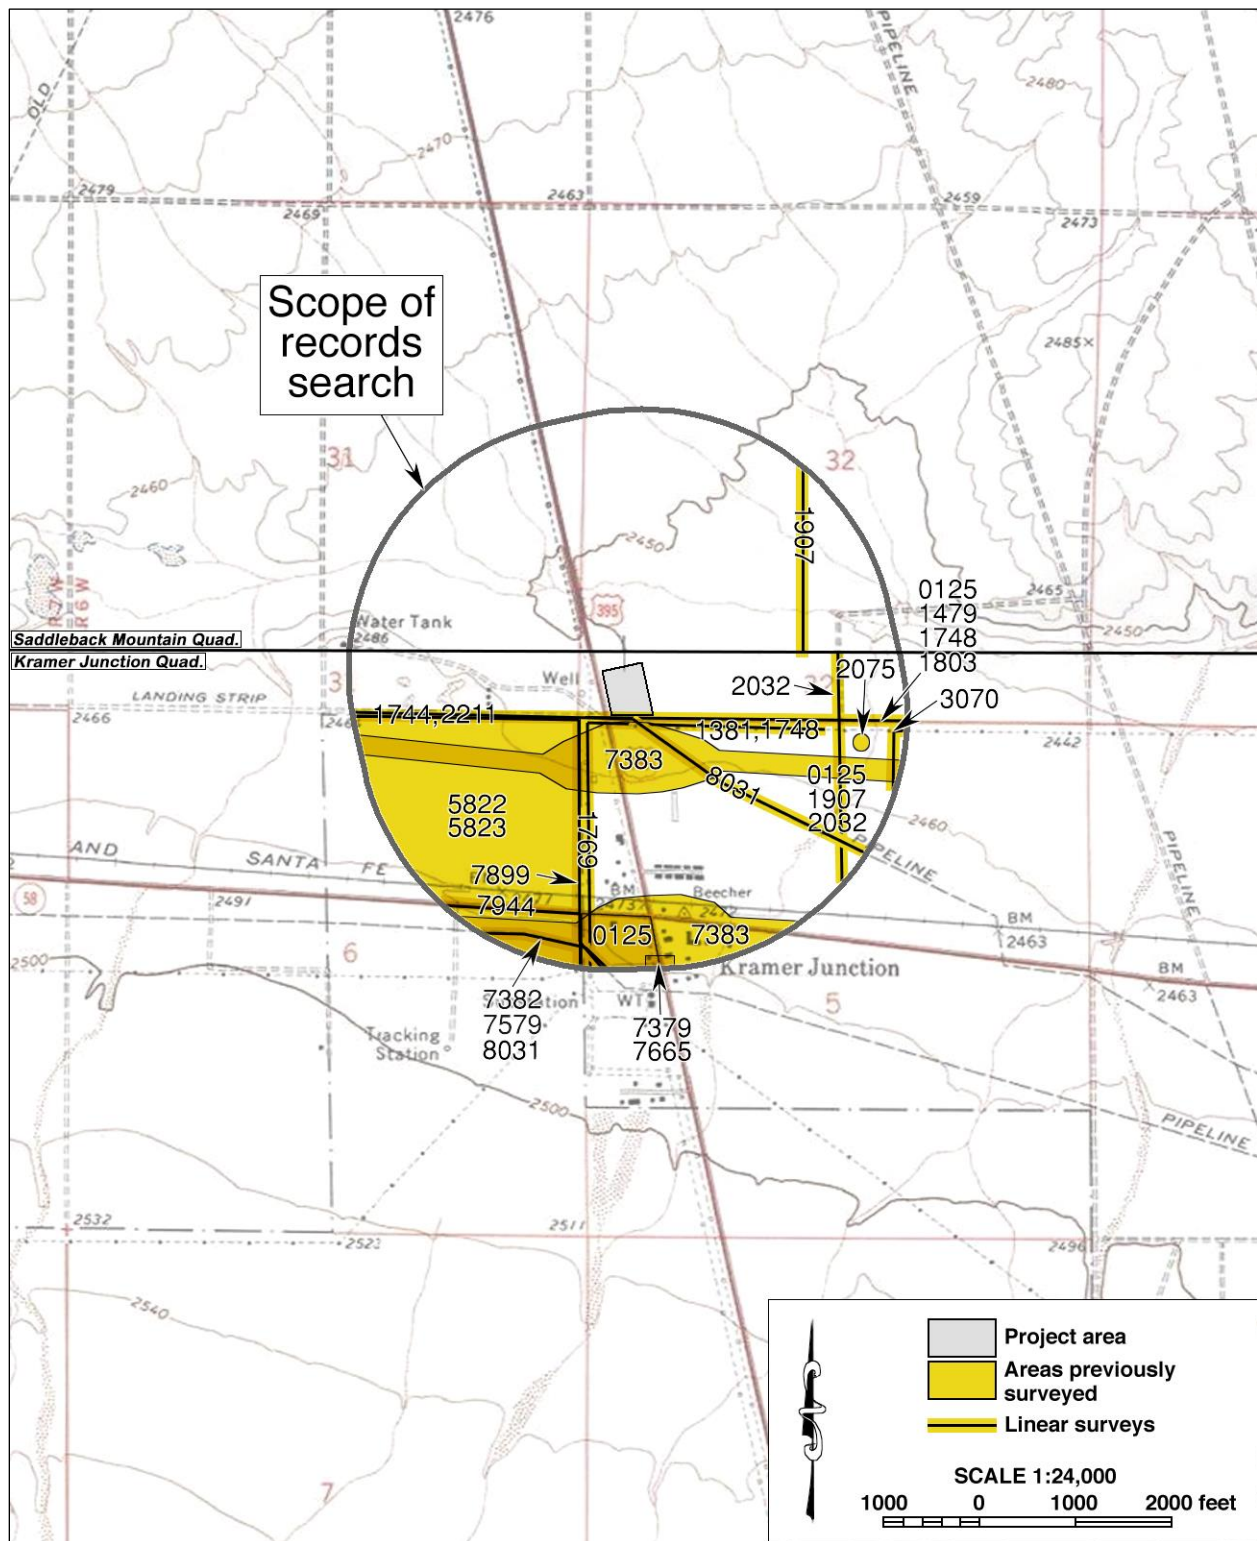 2476
PIPELINE
PIPELINE
OLD
2480
2470
2479
2469
2463
2459
2473
Scope of
records
search
2485×
31
32
2460
2450
1907
R 7 W
R 6 W
395
0125
1479
1748
1803
2465
2450
Water Tank
2486
Saddleback Mountain Quad.
Kramer Junction Quad.
Well
2032
2075
3070
LANDING STRIP
2466
1744,2211
1381,1748
2442
7383
8031
0125
1907
2032
5822
5823
2460
1769
PIPELINE
PIPELINE
AND
SANTA
FE
7899
BM
Beecher
58
2491
2477
2473
2472
7944
BM
2463
0125
7383
6
2500
Kramer Junction
BM
2463
7382
7579
8031
WT
5
7379
7665
Tracking
Station
2500
PIPELINE
2532
2511
2523
2496
2540
7
Project area
Areas previously
surveyed
Linear surveys
SCALE 1:24,000
1000
0
1000
2000 feet